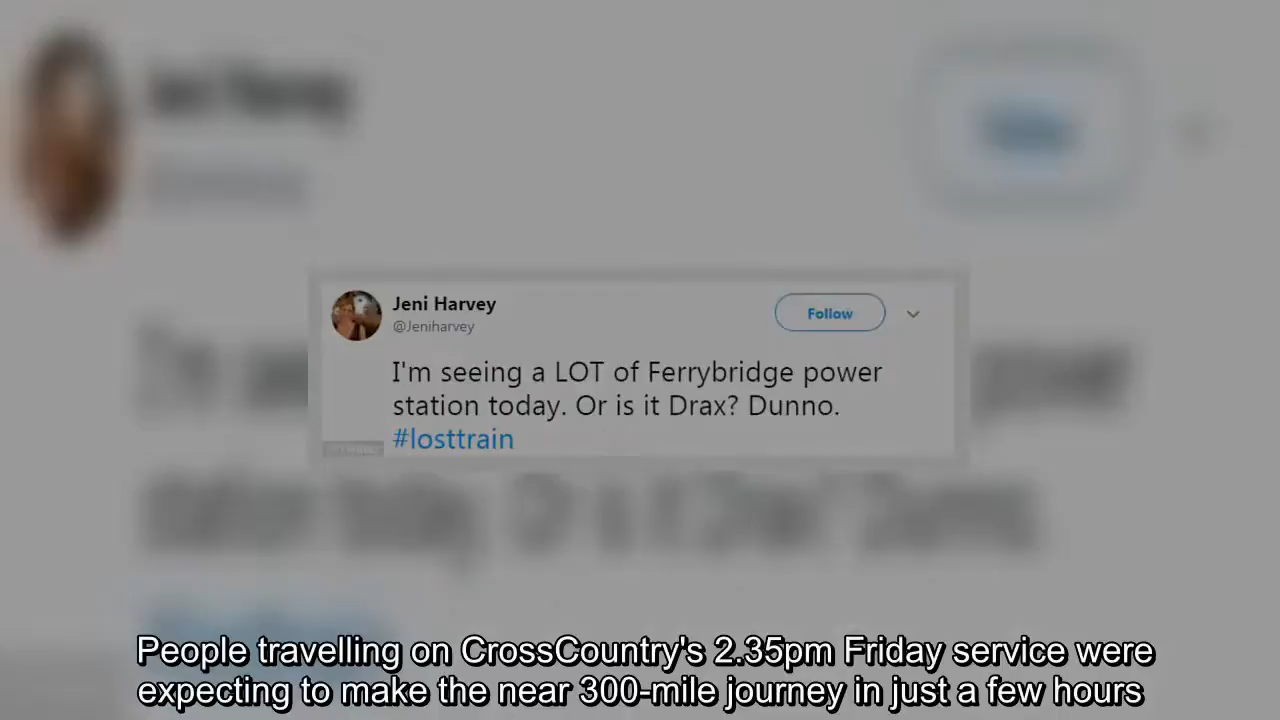 Jeni Harvey
@Jeniharvey
Follow
I'm seeing a LOT of Ferrybridge power
station today. Or is it Drax? Dunno.
#losttrain
People travelling on CrossCountry's 2.35pm Friday service were
expecting to make the near 300-mile journey in just a few hours